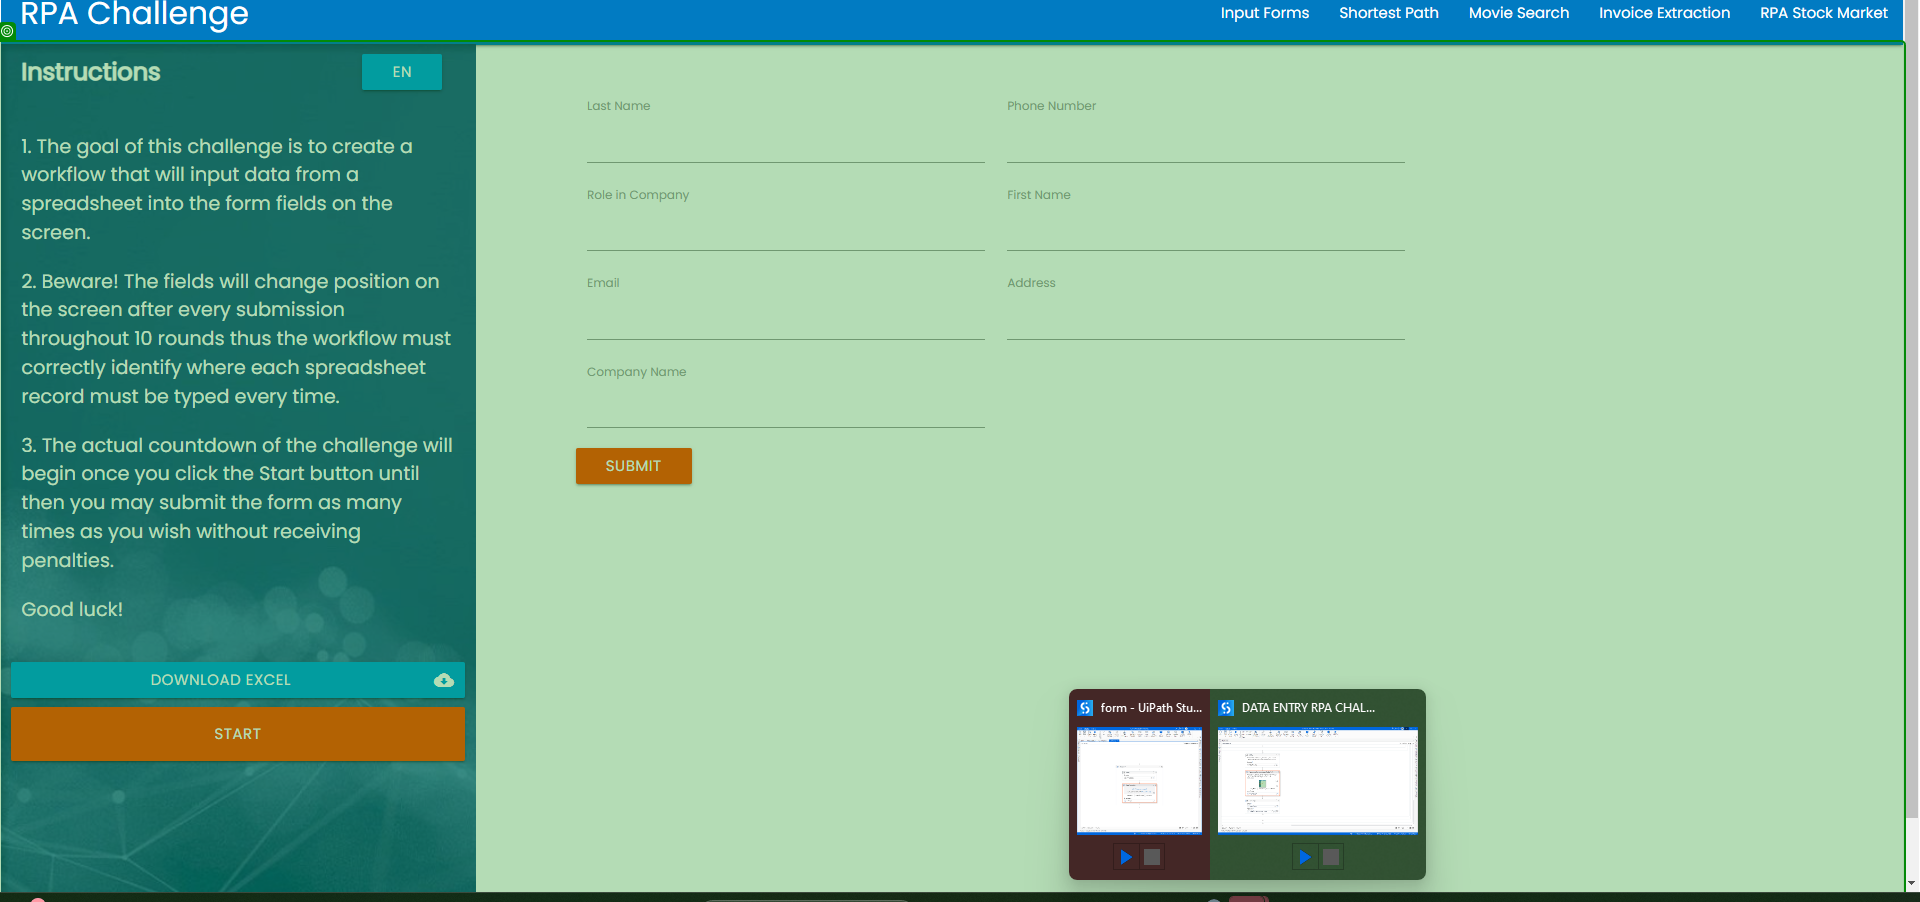 RPA Challenge
Input Forms Shortest Path Movie Search Invoice Extraction RPA Stock Market
Instructions
EN
1. The goal of this challenge is to create a
workflow that will input data from a
spreadsheet into the form fields on the
screen.
2. Beware! The fields will change position on
the screen after every submission
throughout 10 rounds thus the workflow must
correctly identify where each spreadsheet
record must be typed every time.
3. The actual countdown of the challenge will
begin once you click the Start button until
then you may submit the form as many
times as you wish without receiving
penalties.
Good luck!
DOWNLOAD EXCEL
START
Last Name
Phone Number
Role in Company
First Name
Email
Address
Company Name
SUBMIT
form - UiPath Stu...
DATA ENTRY RPA CHAL...